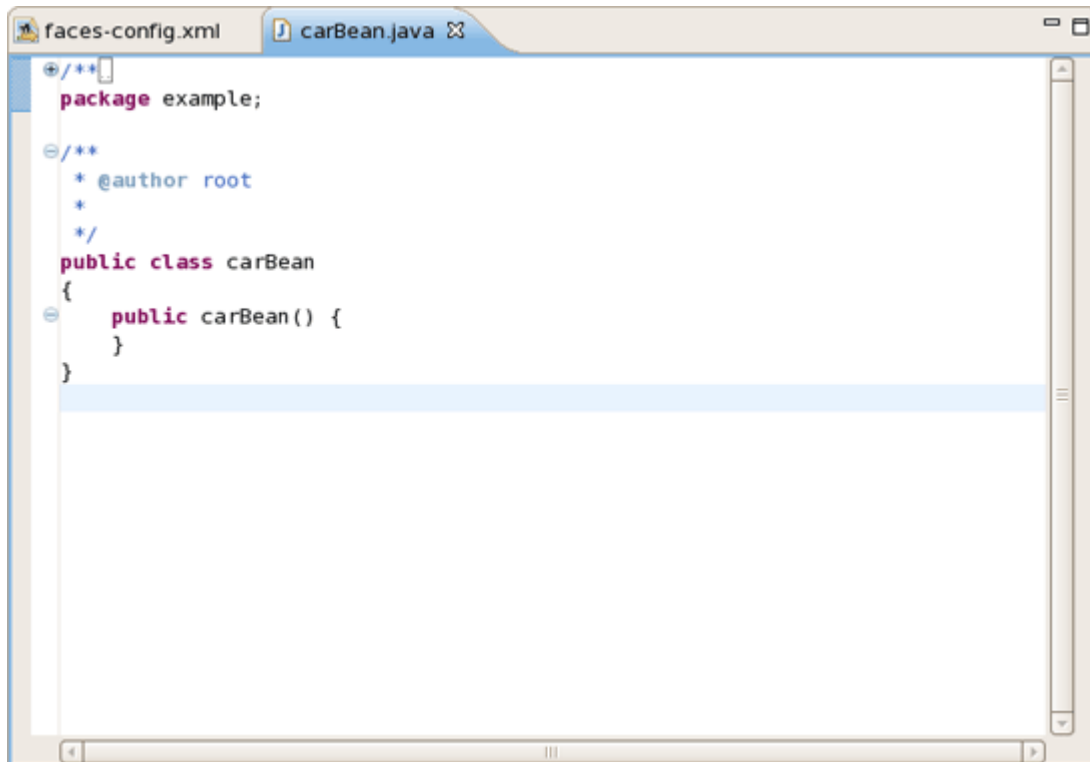 faces-config.xml carBean.java
/**
package example;
/**
 * @author root
 *
 */
public class carBean
{
    public carBean() {
    }
}